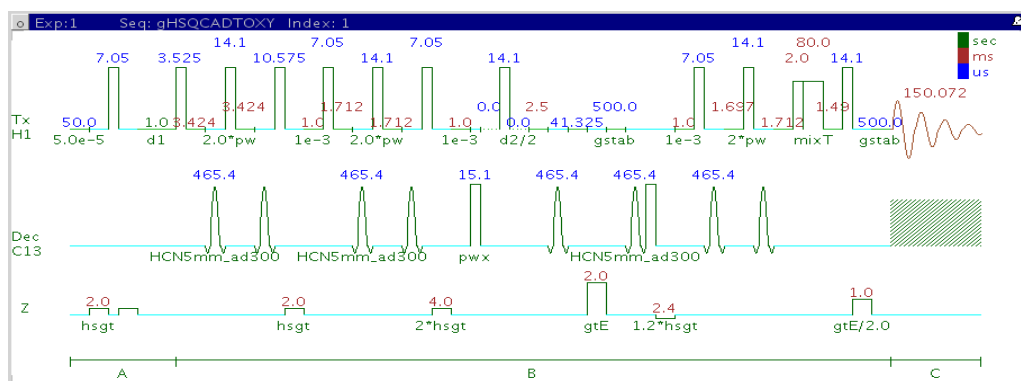 Exp:1 Seq: gHSQCADTOXY Index: 1
sec
ms
us
14.1 7.05 7.05 14.1 80.0
7.05 3.525 10.575 14.1 14.1 7.05 2.0 14.1
3.424 1.712 0.0 2.5 500.0 1.697 1.49 150.072
Tx 50.0 1.0 3.424 1.0 1.712 1.0 0.0 41.325 1.0 1.712 500.0
H1 5.0e-5 d1 2.0*pw 1e-3 2.0*pw 1e-3 d2/2 gstab 1e-3 2*pw mixT gstab
465.4 465.4 15.1 465.4 465.4 465.4
Dec
C13 HCN5mm_ad300 HCN5mm_ad300 pwx HCN5mm_ad300
2.0 2.0 4.0 2.0 2.4 1.0
Z
hsgt hsgt 2*hsgt gtE 1.2*hsgt gtE/2.0
A B C